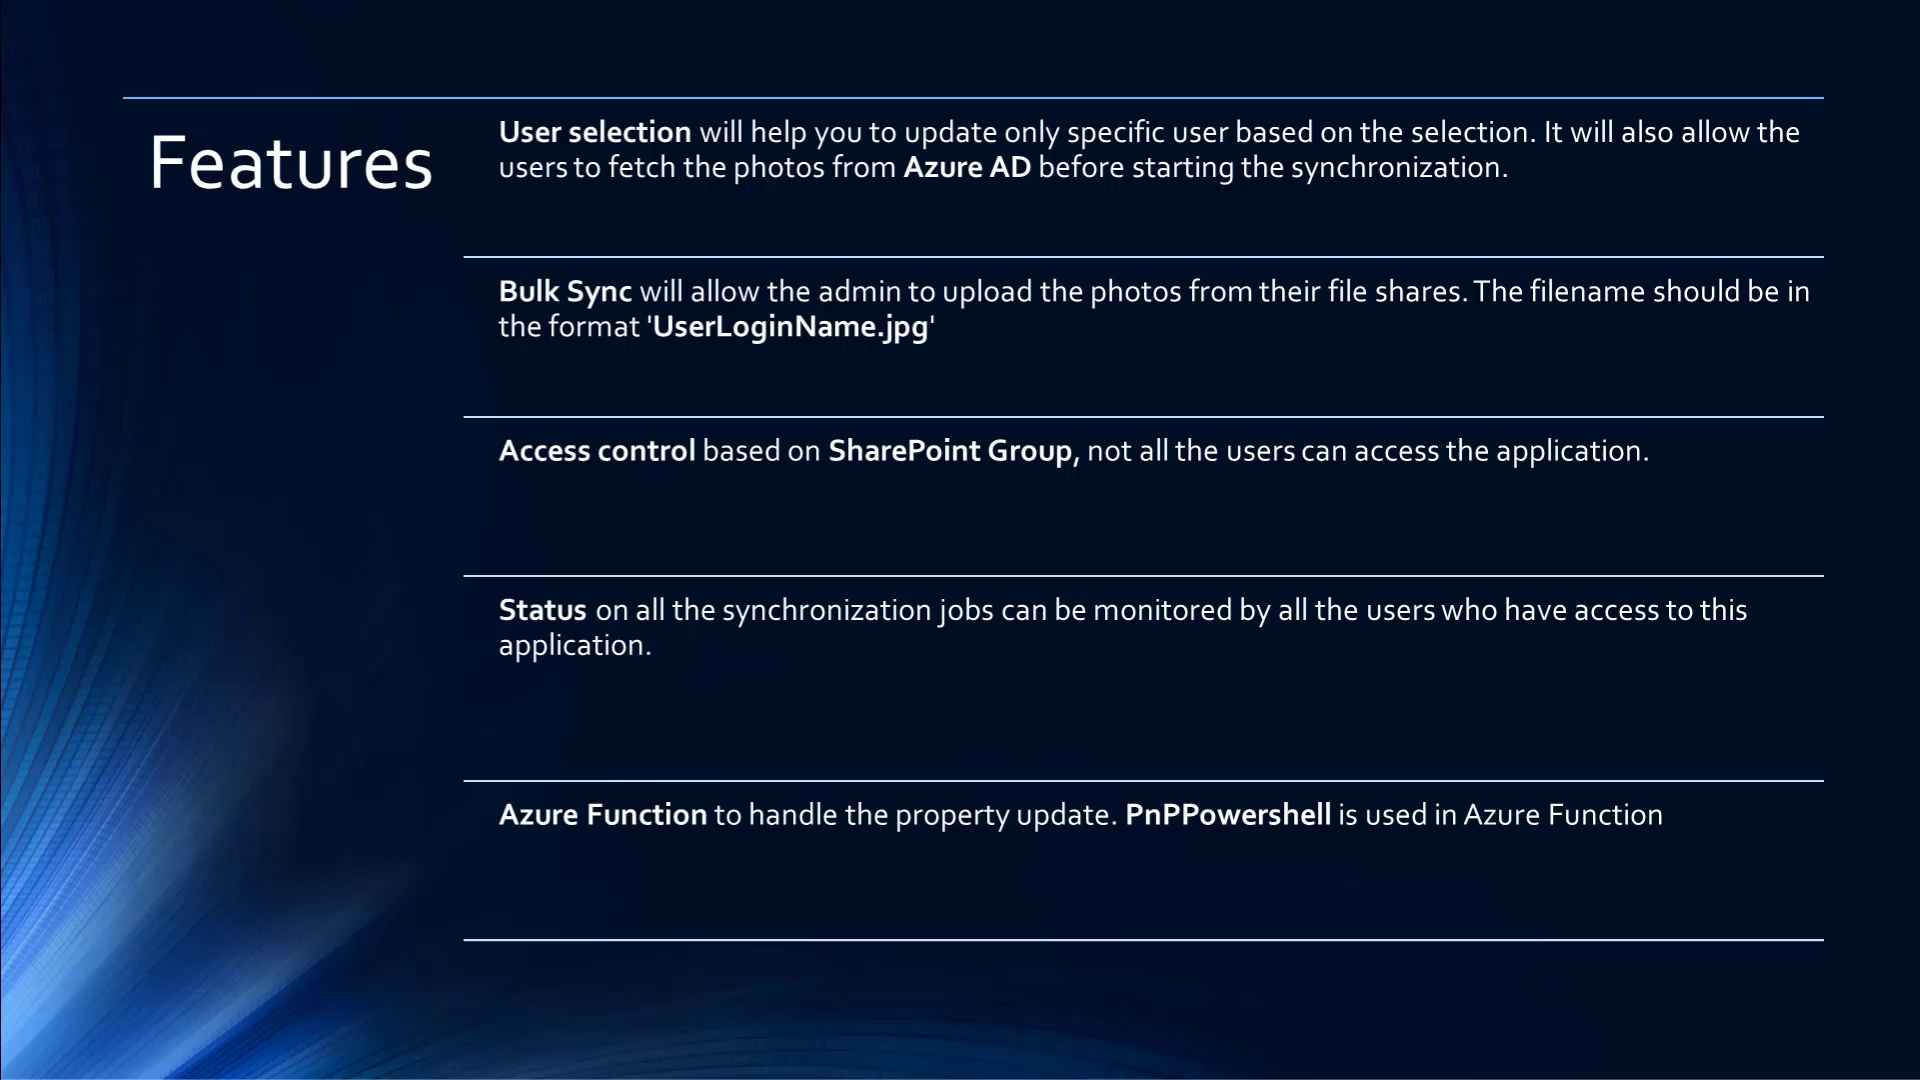 Features
User selection will help you to update only specific user based on the selection. It will also allow the
users to fetch the photos from Azure AD before starting the synchronization.
Bulk Sync will allow the admin to upload the photos from their file shares. The filename should be in
the format 'UserLoginName.jpg'
Access control based on SharePoint Group, not all the users can access the application.
Status on all the synchronization jobs can be monitored by all the users who have access to this
application.
Azure Function to handle the property update. PnPPowershell is used in Azure Function